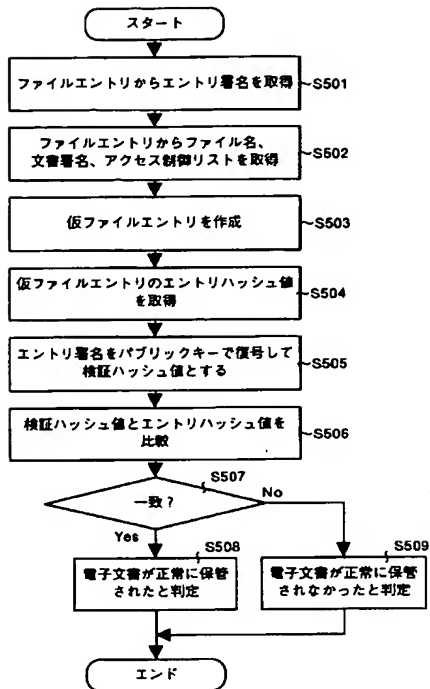 スタート
ファイルエントリからエントリ署名を取得
S501
ファイルエントリからファイル名、
文書署名、アクセス制御リストを取得
S502
仮ファイルエントリを作成
S503
仮ファイルエントリのエントリハッシュ値
を取得
S504
エントリ署名をパブリックキーで復号して
検証ハッシュ値とする
S505
検証ハッシュ値とエントリハッシュ値を
比較
S506
S507
一致？
No
Yes
S508
電子文書が正常に保管
されたと判定
S509
電子文書が正常に保管
されなかったと判定
エンド